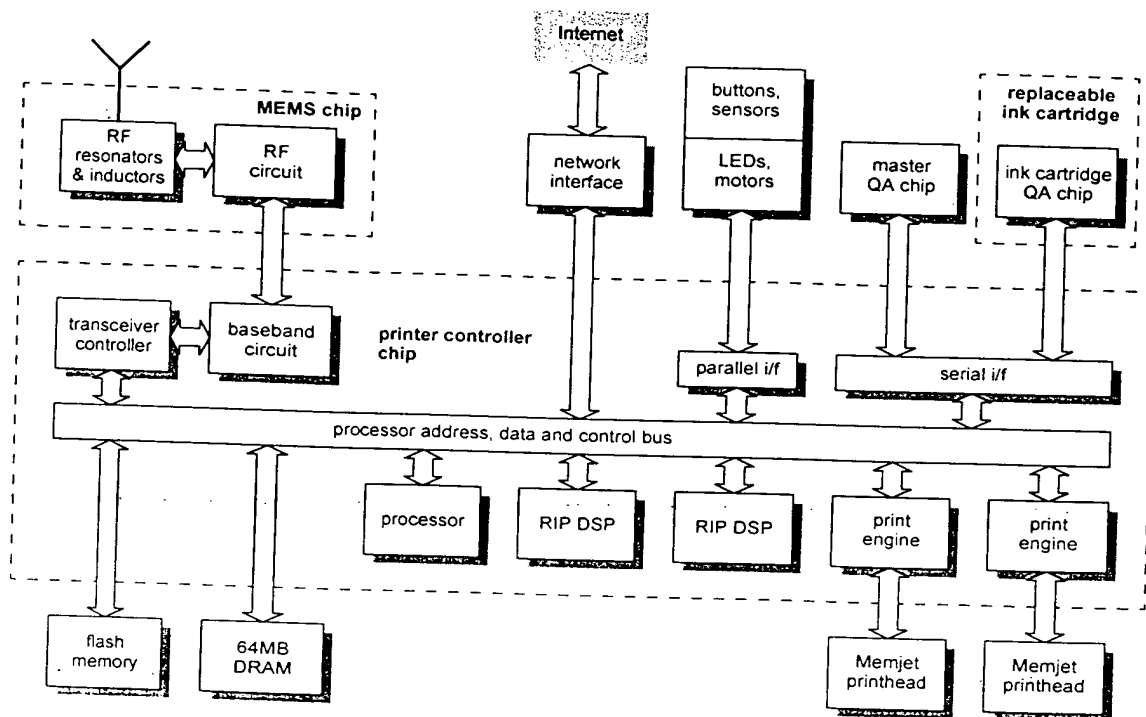 Internet
MEMS chip
RF
resonators
& inductors
RF
circuit
network
interface
buttons,
sensors
LEDs,
motors
master
QA chip
replaceable
ink cartridge
ink cartridge
QA chip
transceiver
controller
baseband
circuit
printer controller
chip
parallel i/f
serial i/f
processor address, data and control bus
processor
RIP DSP
RIP DSP
print
engine
print
engine
flash
memory
64MB
DRAM
Memjet
printhead
Memjet
printhead